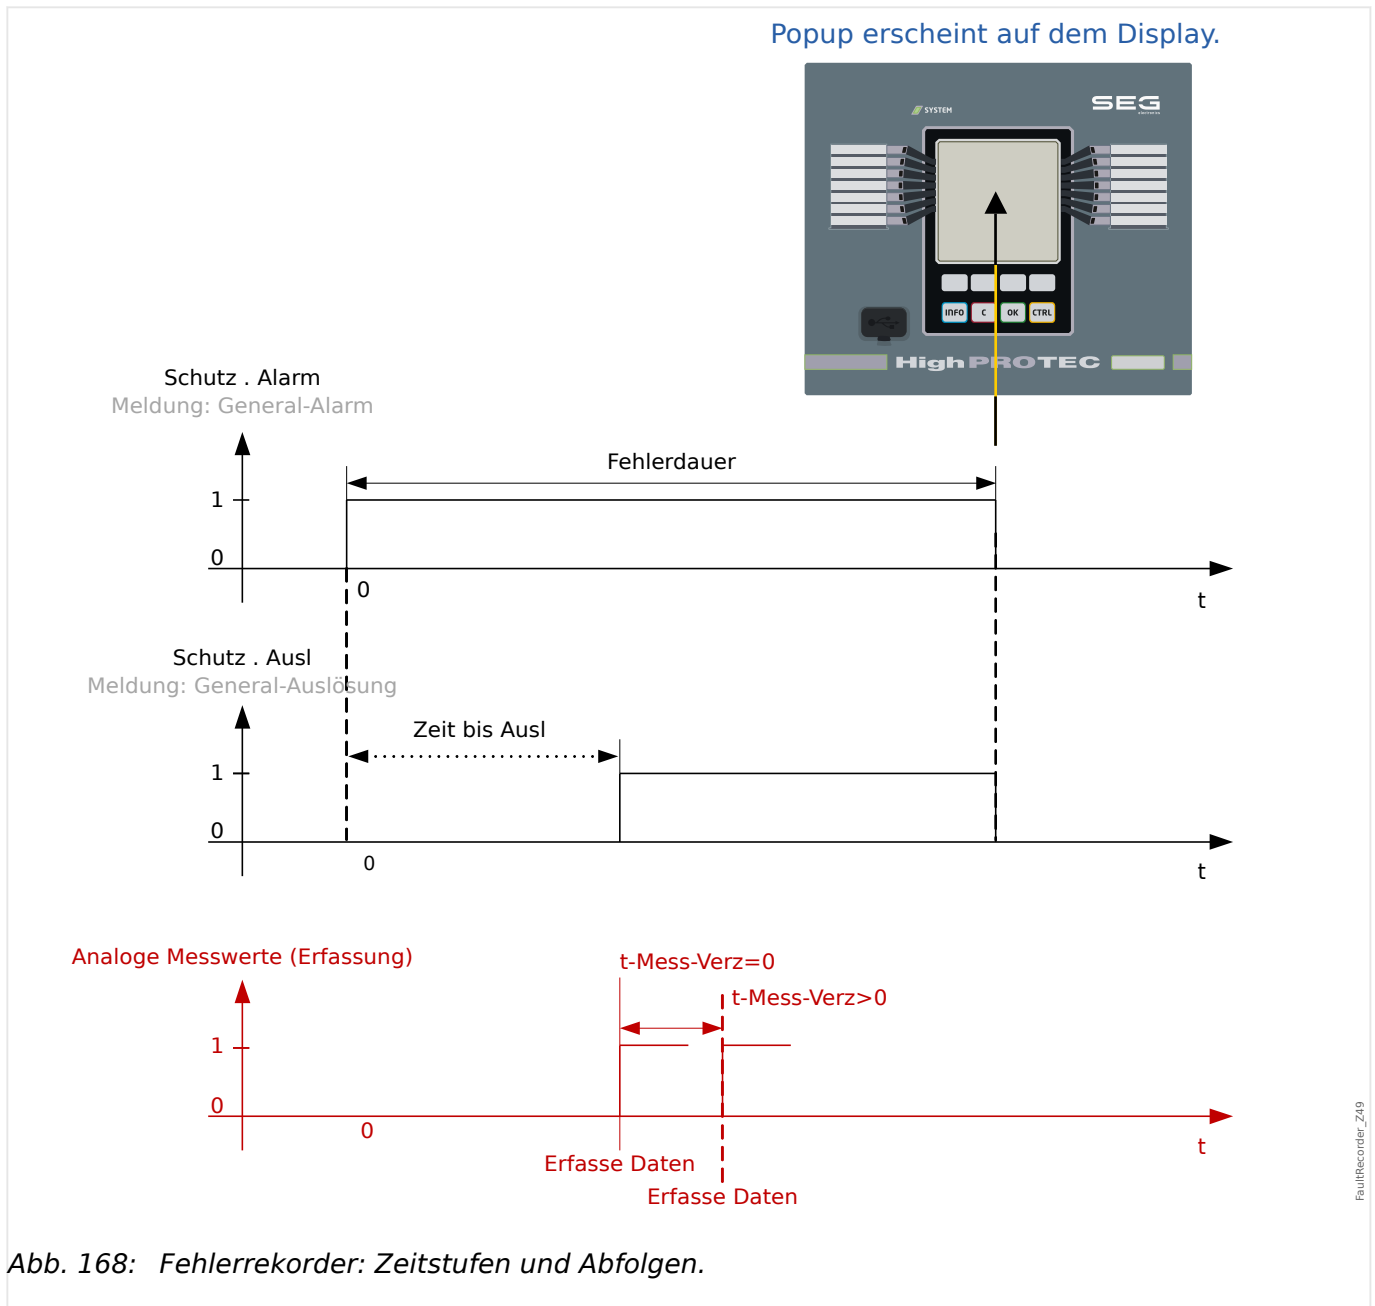 Popup erscheint auf dem Display.
SYSTEM
SEG
electronics
INFO
C
OK
CTRL
HighPROTEC
Schutz . Alarm
Meldung: General-Alarm
Fehlerdauer
1
0
0
t
Schutz . Ausl
Meldung: General-Auslösung
Zeit bis Ausl
1
0
0
t
Analoge Messwerte (Erfassung)
t-Mess-Verz=0
t-Mess-Verz>0
1
0
0
t
Erfasse Daten
Erfasse Daten
FaultRecorder_Z49
Abb. 168: Fehlerrekorder: Zeitstufen und Abfolgen.